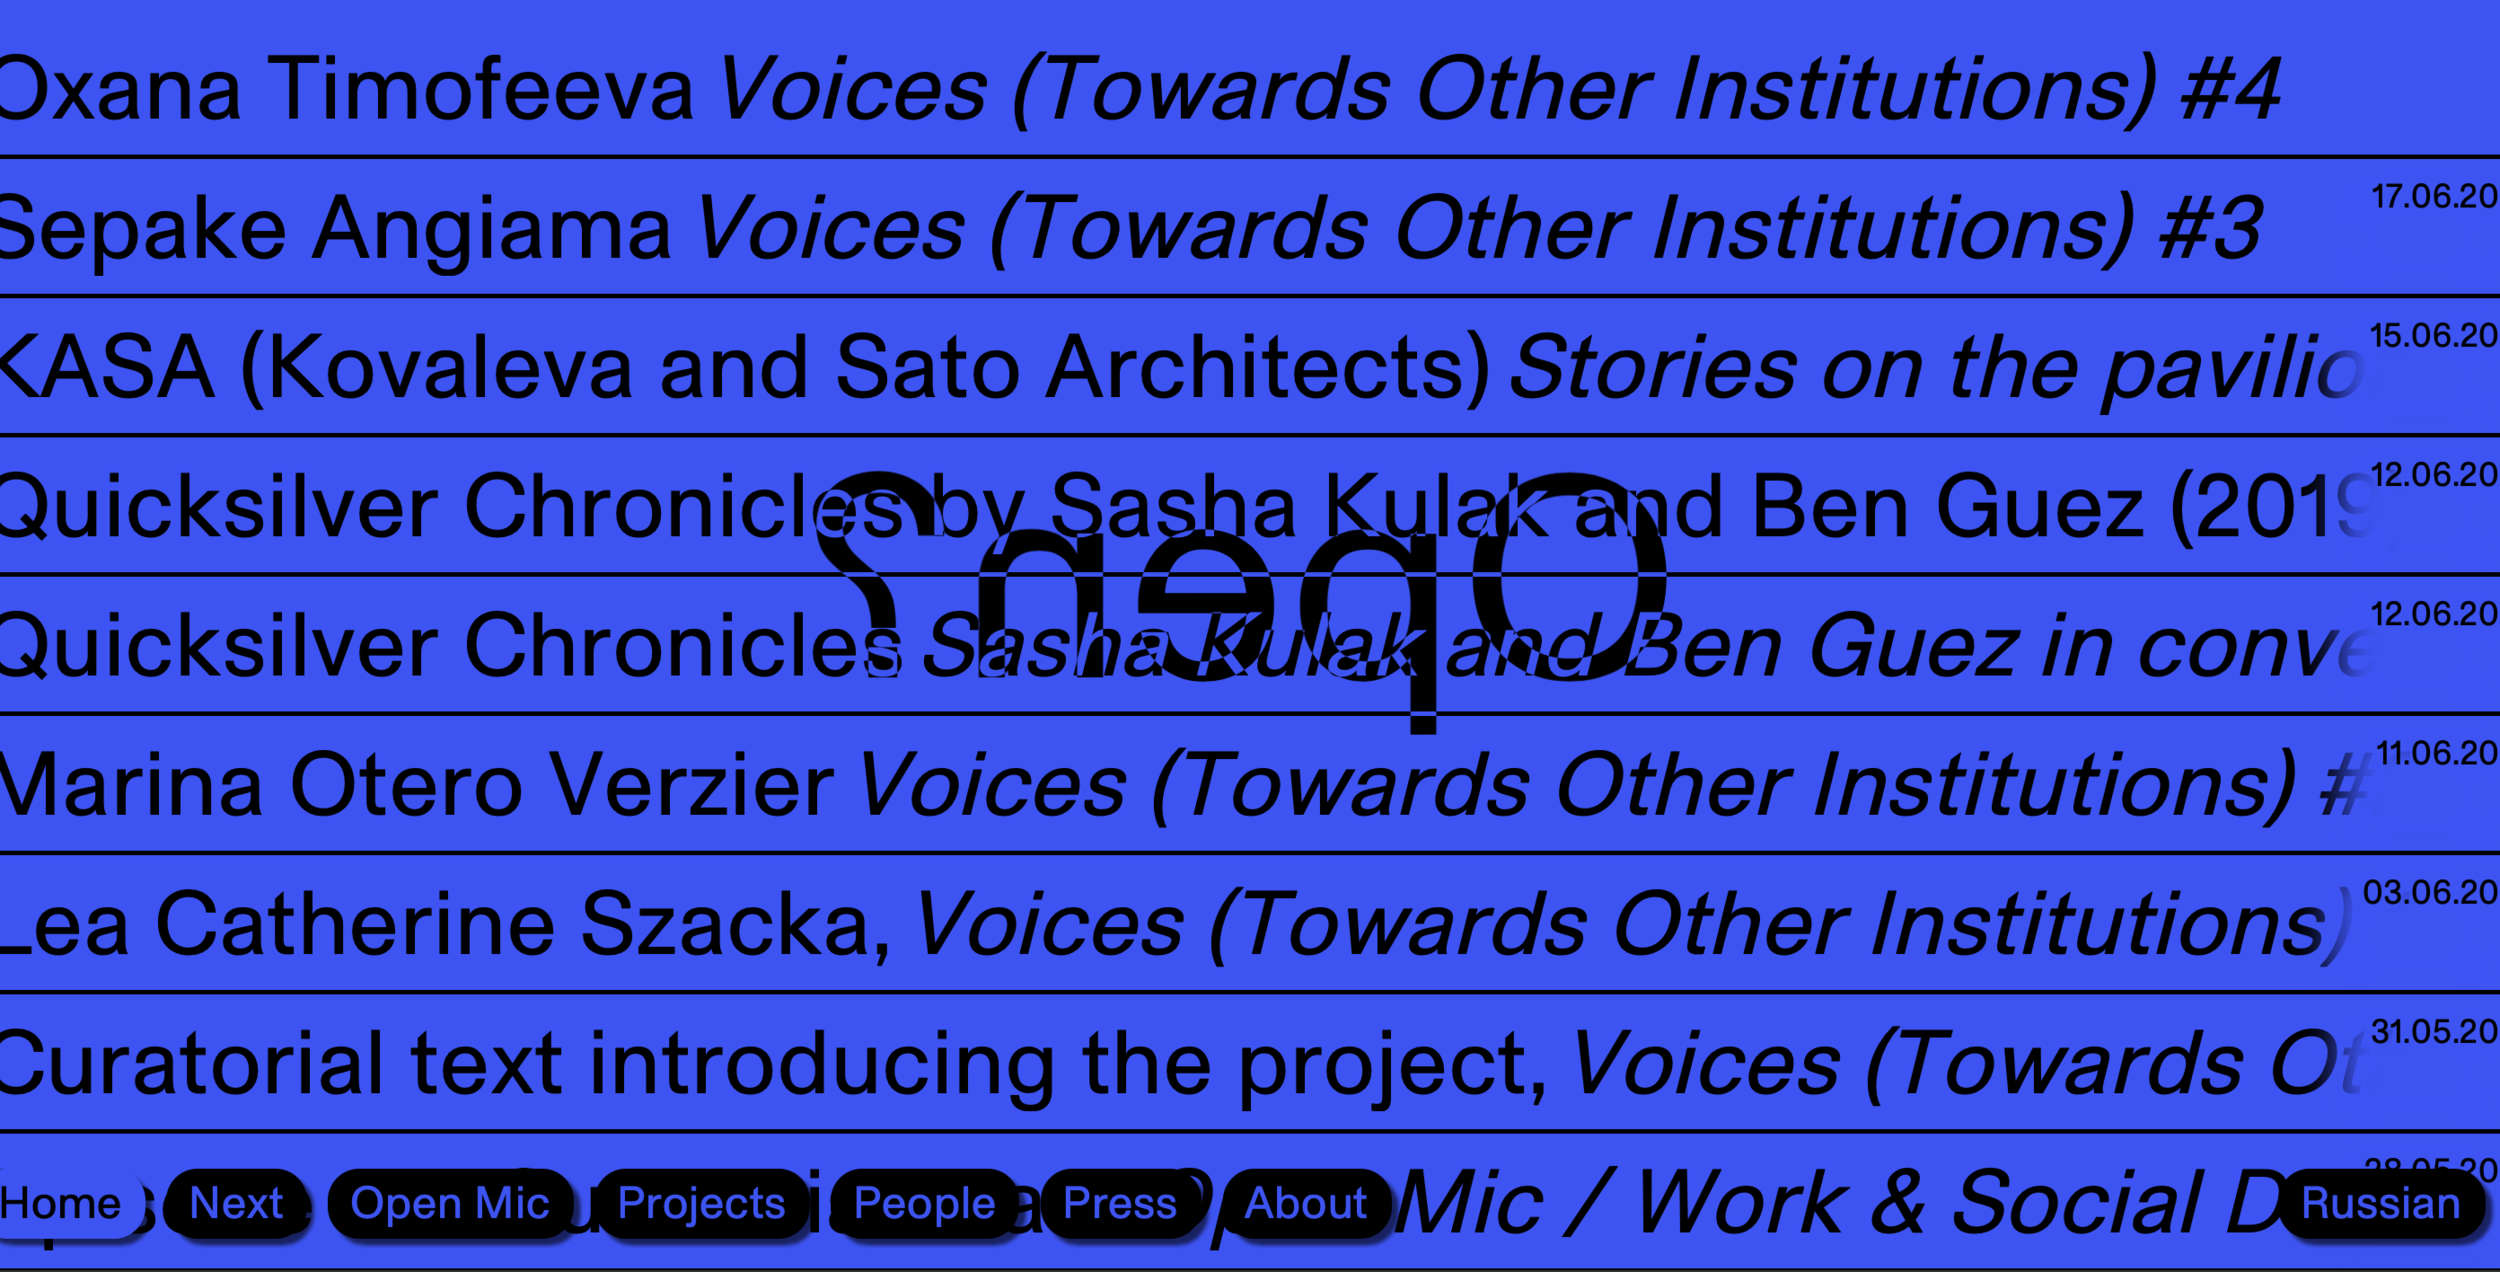 Oxana Timofeeva Voices (Towards Other Institutions) #4
Sepake Angiama Voices (Towards Other Institutions) #3 17.06.20
KASA (Kovaleva and Sato Architects) Stories on the pavilio 15.06.20
Quicksilver Chronicles by Sasha Kulak and Ben Guez (2019 12.06.20
Open?
Quicksilver Chronicles Sasha Kulak and Ben Guez in conve 12.06.20
Marina Otero Verzier Voices (Towards Other Institutions) # 11.06.20
Lea Catherine Szacka, Voices (Towards Other Institutions) 03.06.20
Curatorial text introducing the project, Voices (Towards Ot 31.05.20
Mic / Work & Social D 28.05.20
Home Next Open Mic Projects People Press About Russian